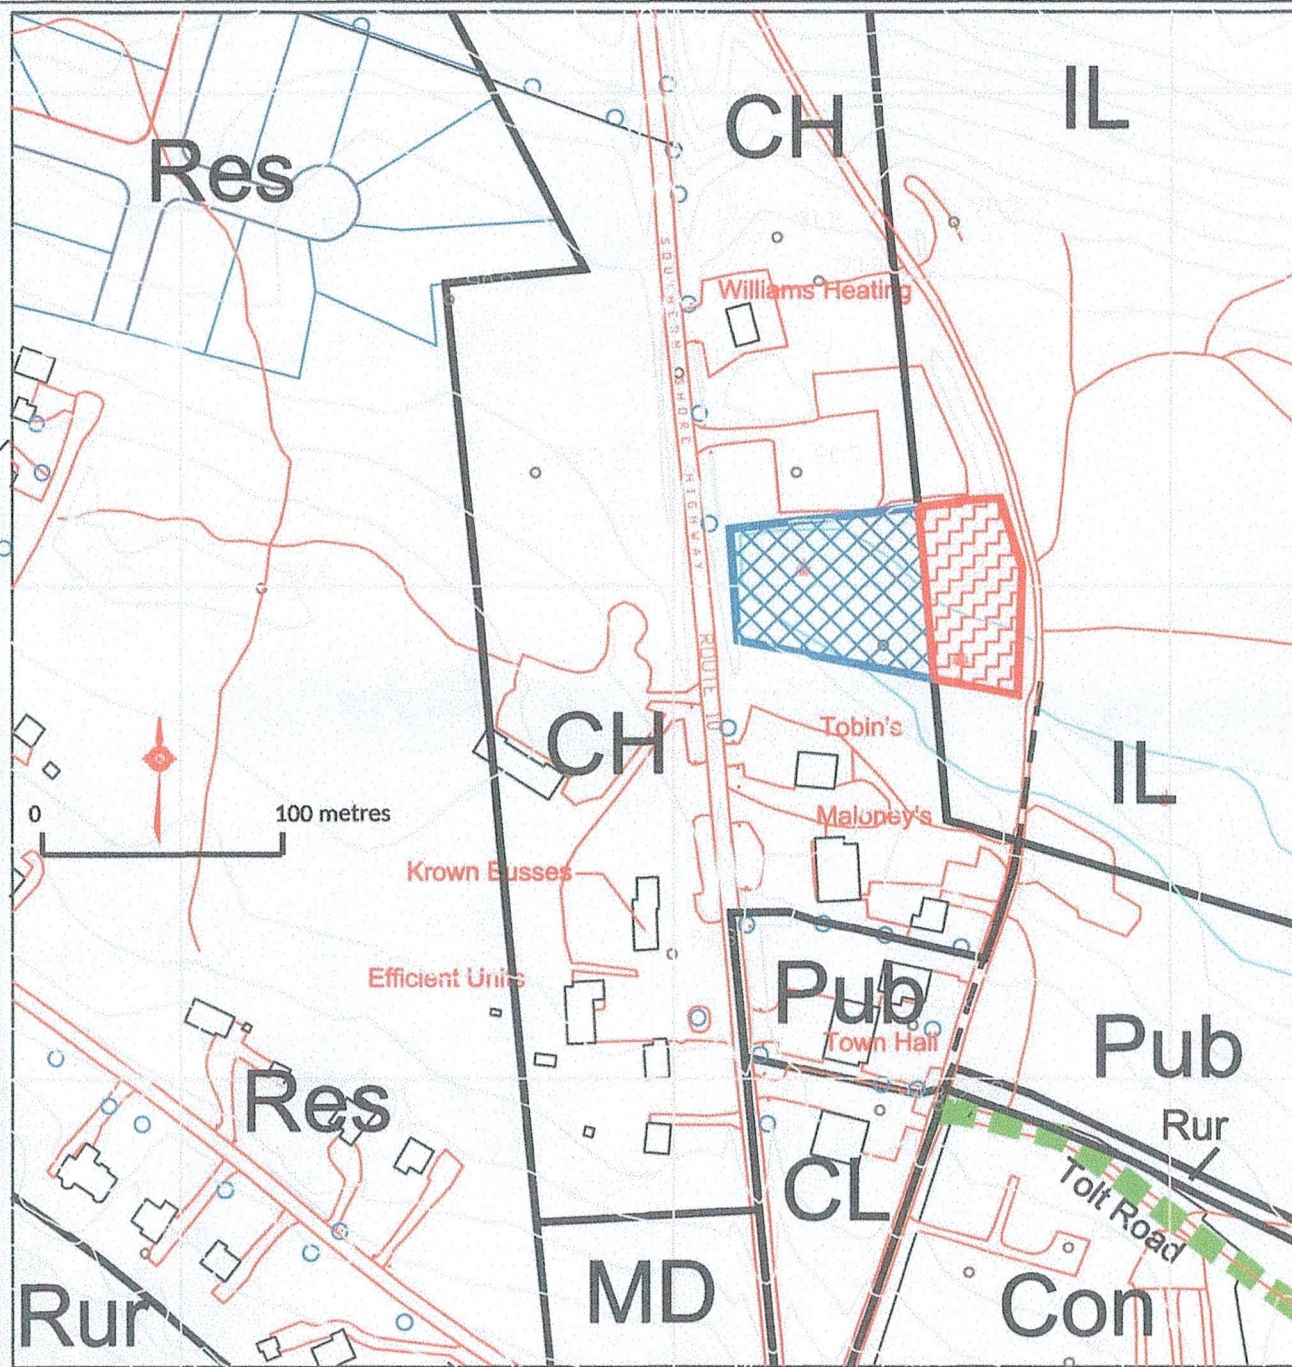 IL
CH
Res
Williams Heating
SOUTHERN SHORE HIGHWAY
ROUTE 10
CH
Tobin's
IL
0 100 metres
Maloney's
Krown Busses
Efficient Units
Pub
Town Hall
Pub
Res
Rur
CL
Tolt Road
MD
Con
Rur